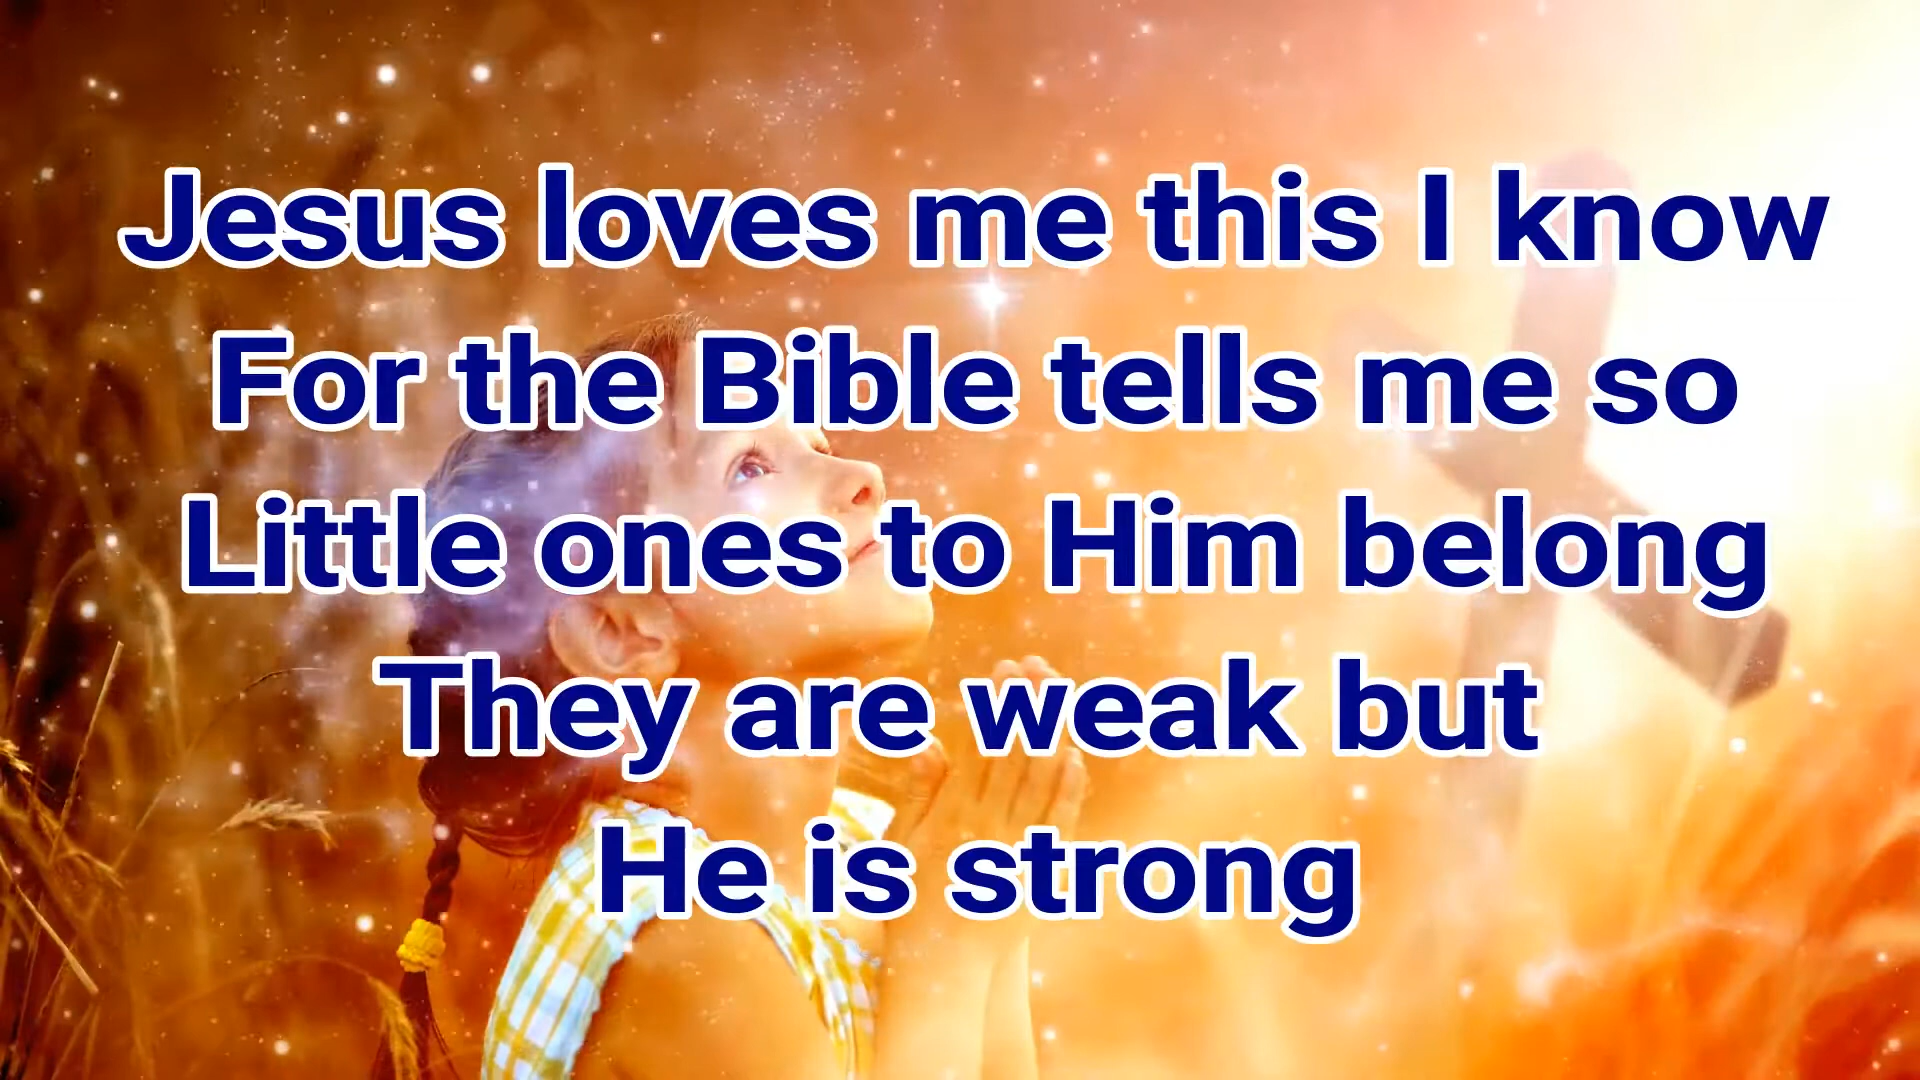 Jesus loves me this I know
For the Bible tells me so
Little ones to Him belong
They are weak but
He is strong